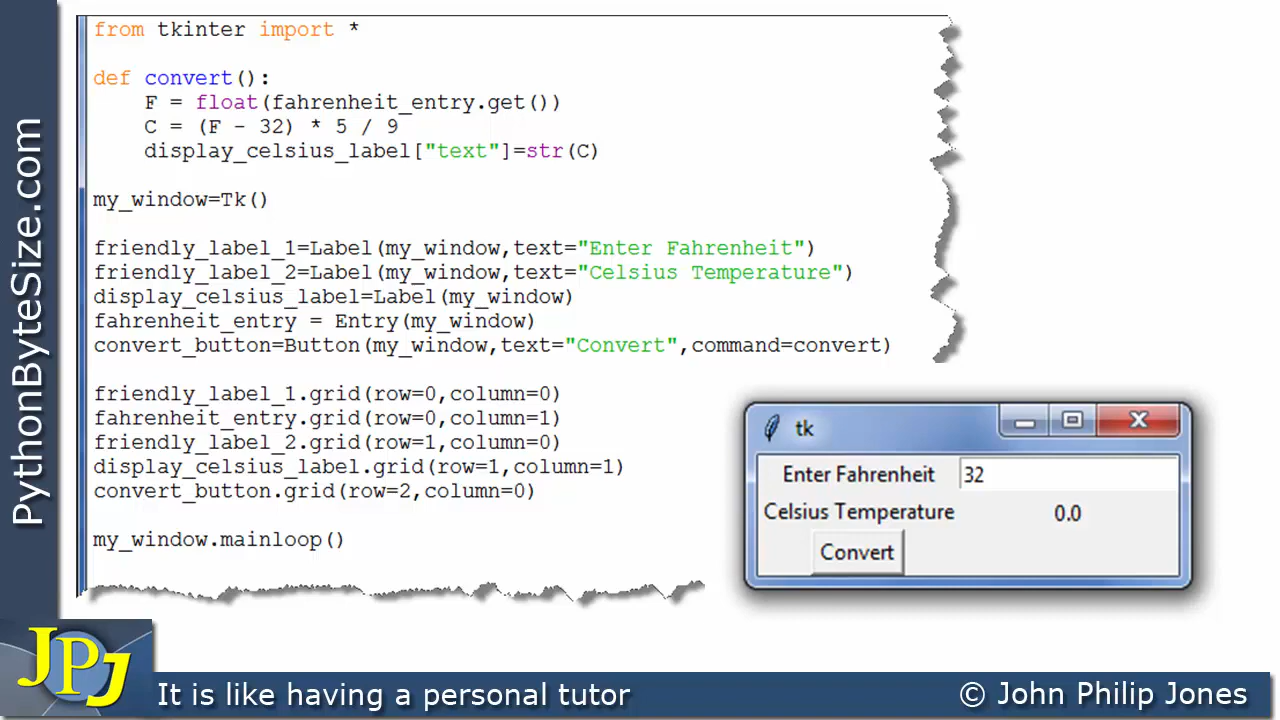 from tkinter import *
def convert():
F = float(fahrenheit_entry.get())
C = (F - 32) * 5 / 9
display_celsius_label["text"]=str(C)
my_window=Tk()
friendly_label_1=Label(my_window,text="Enter Fahrenheit")
friendly_label_2=Label(my_window,text="Celsius Temperature")
display_celsius_label=Label(my_window)
fahrenheit_entry = Entry(my_window)
convert_button=Button(my_window,text="Convert",command=convert)
friendly_label_1.grid(row=0,column=0)
fahrenheit_entry.grid(row=0,column=1)
friendly_label_2.grid(row=1,column=0)
display_celsius_label.grid(row=1,column=1)
convert_button.grid(row=2,column=0)
my_window.mainloop()
tk
Enter Fahrenheit 32
Celsius Temperature 0.0
Convert
PythonByteSize.com
JPJ
It is like having a personal tutor
© John Philip Jones